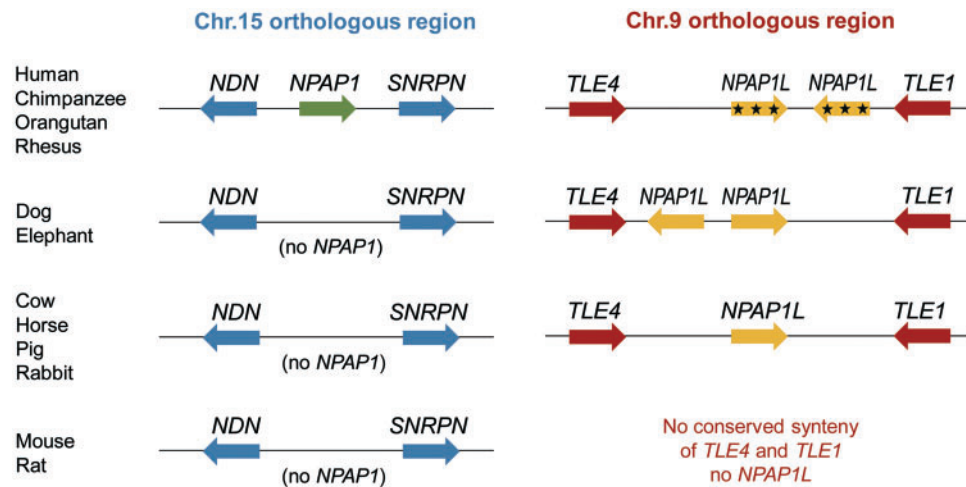 Chr.15 orthologous region
Chr.9 orthologous region
Human
Chimpanzee
Orangutan
Rhesus
NDN
NPAP1
SNRPN
TLE4
NPAP1L
NPAP1L
TLE1
Dog
Elephant
NDN
SNRPN
(no NPAP1)
TLE4
NPAP1L
NPAP1L
TLE1
Cow
Horse
Pig
Rabbit
NDN
SNRPN
(no NPAP1)
TLE4
NPAP1L
TLE1
Mouse
Rat
NDN
SNRPN
(no NPAP1)
No conserved synteny
of TLE4 and TLE1
no NPAP1L